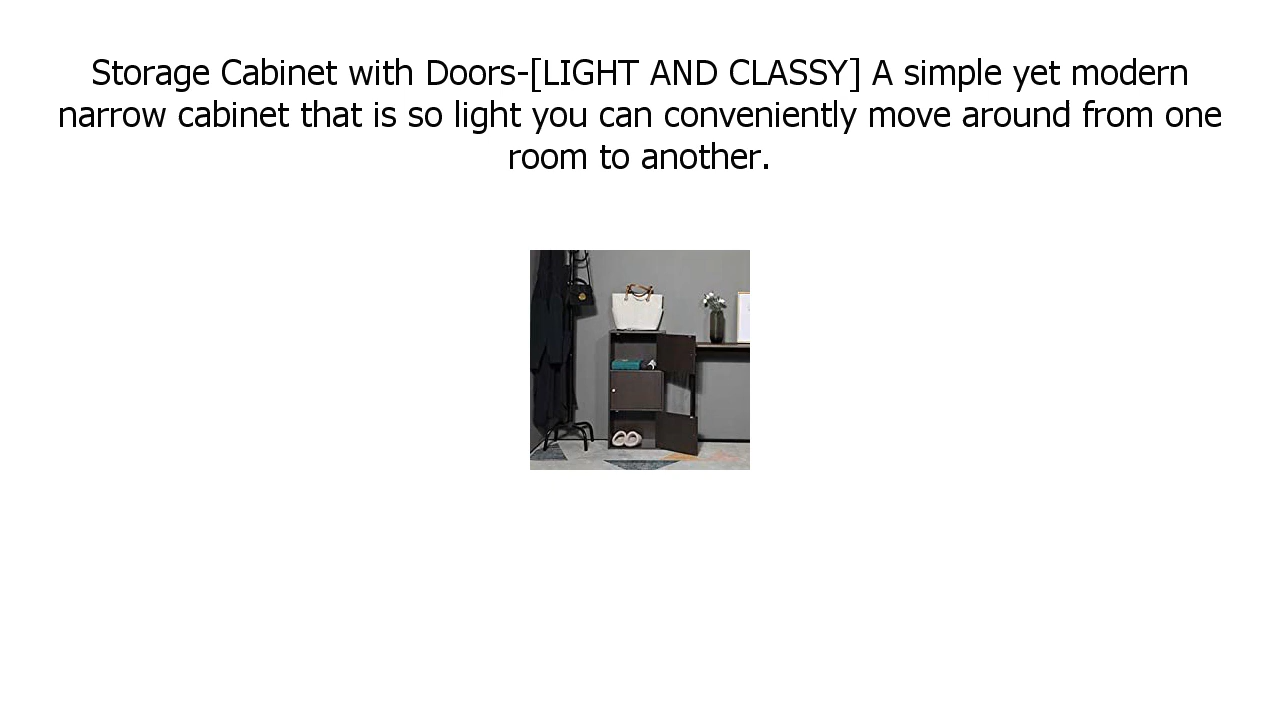 Storage Cabinet with Doors-[LIGHT AND CLASSY] A simple yet modern
narrow cabinet that is so light you can conveniently move around from one
room to another.